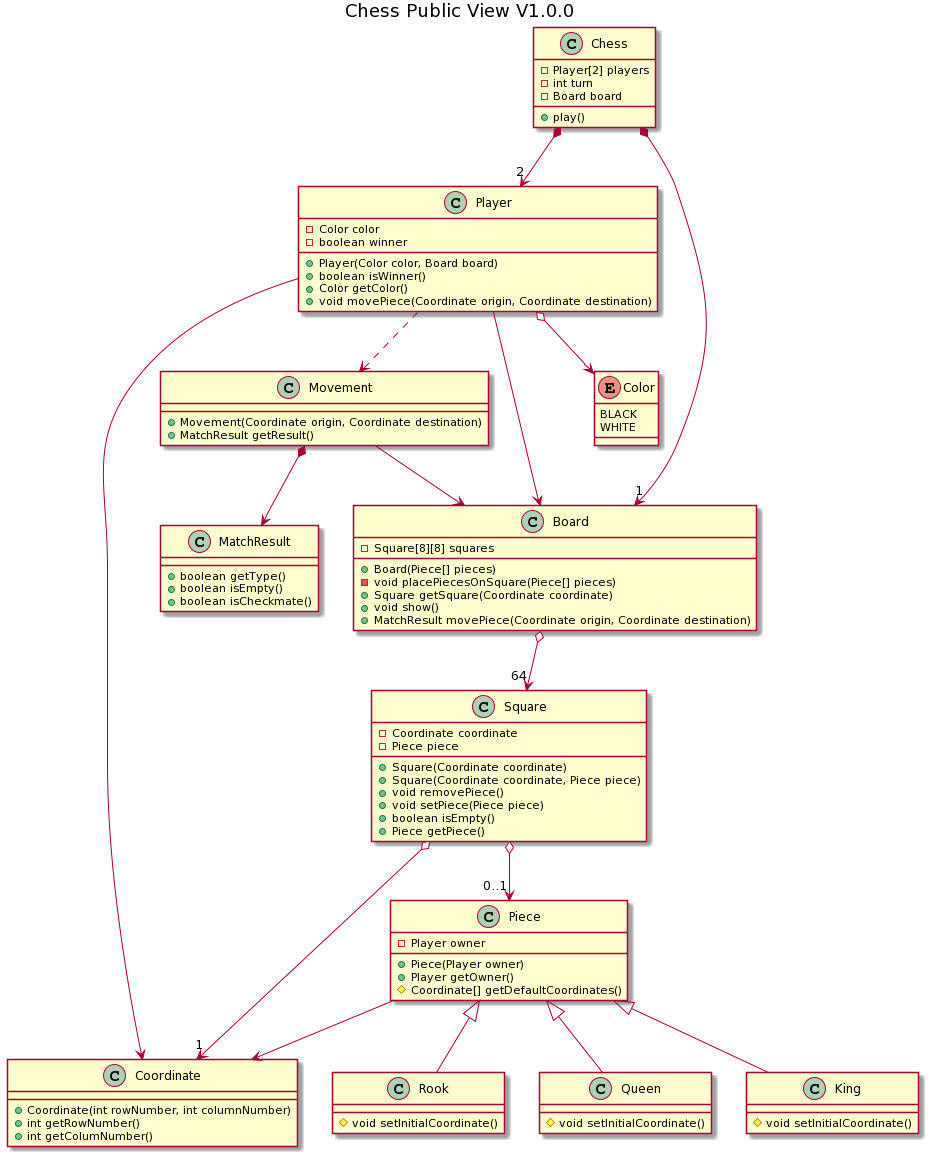 Chess Public View V1.0.0
C Chess
Player[2] players
int turn
Board board
play()
2
C Player
Color color
boolean winner
Player(Color color, Board board)
boolean isWinner()
Color getColor()
void movePiece(Coordinate origin, Coordinate destination)
C Movement
Movement(Coordinate origin, Coordinate destination)
MatchResult getResult()
E Color
BLACK
WHITE
1
C MatchResult
boolean getType()
boolean isEmpty()
boolean isCheckmate()
C Board
Square[8][8] squares
Board(Piece[] pieces)
void placePiecesOnSquare(Piece[] pieces)
Square getSquare(Coordinate coordinate)
void show()
MatchResult movePiece(Coordinate origin, Coordinate destination)
64
C Square
Coordinate coordinate
Piece piece
Square(Coordinate coordinate)
Square(Coordinate coordinate, Piece piece)
void removePiece()
void setPiece(Piece piece)
boolean isEmpty()
Piece getPiece()
0..1
C Piece
Player owner
Piece(Player owner)
Player getOwner()
Coordinate[] getDefaultCoordinates()
1
C Coordinate
Coordinate(int rowNumber, int columnNumber)
int getRowNumber()
int getColumNumber()
C Rook
void setInitialCoordinate()
C Queen
void setInitialCoordinate()
C King
void setInitialCoordinate()